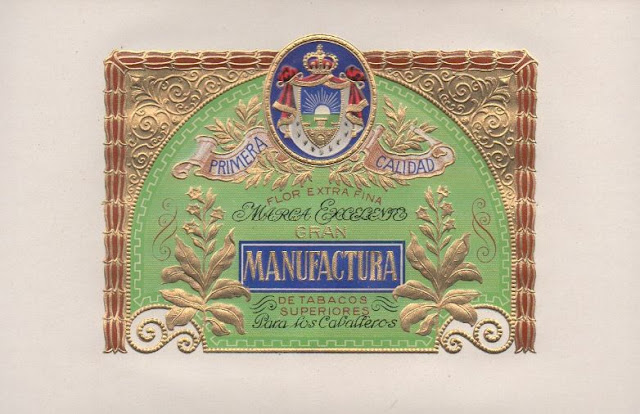 PRIMERA CALIDAD
FLOR EXTRA FINA
Marca Excelente
GRAN
MANUFACTURA
DE TABACOS
SUPERIORES
Para los Caballeros